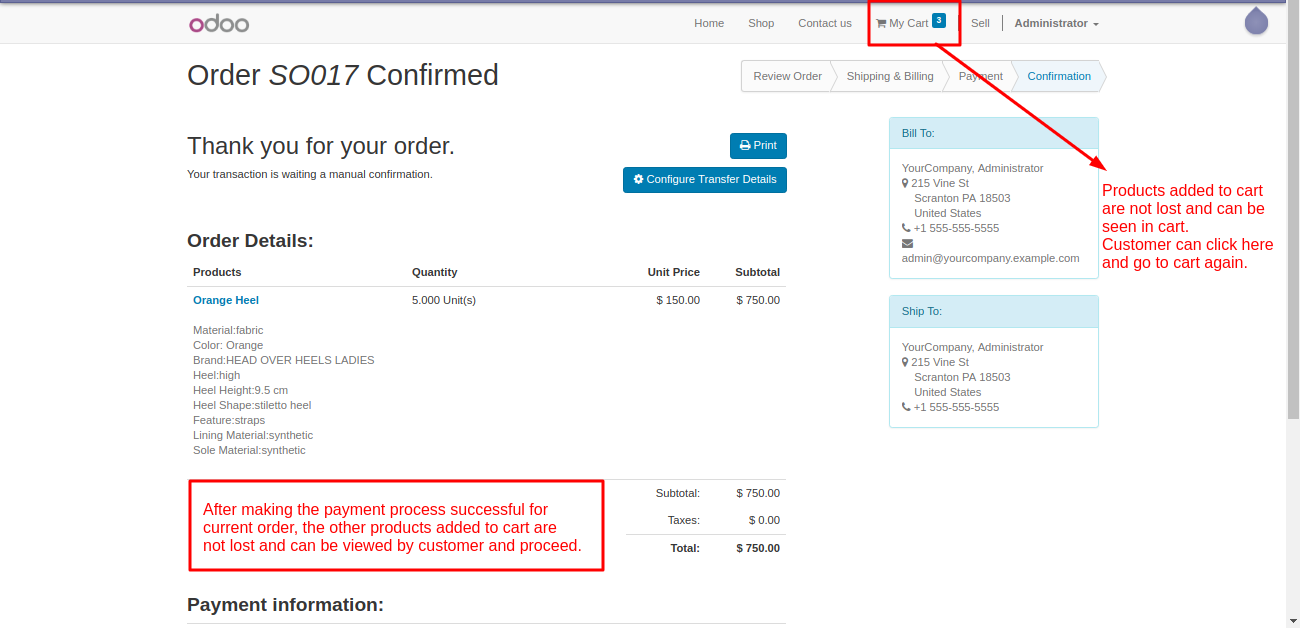 odoo
Home Shop Contact us My Cart 3 Sell Administrator
Order SO017 Confirmed
Review Order Shipping & Billing Payment Confirmation
Thank you for your order.
Your transaction is waiting a manual confirmation.
Print
Configure Transfer Details
Order Details:
Products Quantity Unit Price Subtotal
Orange Heel 5.000 Unit(s) $ 150.00 $ 750.00
Material:fabric
Color: Orange
Brand:HEAD OVER HEELS LADIES
Heel:high
Heel Height:9.5 cm
Heel Shape:stiletto heel
Feature:straps
Lining Material:synthetic
Sole Material:synthetic
Subtotal: $ 750.00
Taxes: $ 0.00
Total: $ 750.00
After making the payment process successful for
current order, the other products added to cart are
not lost and can be viewed by customer and proceed.
Payment information:
Bill To:
YourCompany, Administrator
215 Vine St
Scranton PA 18503
United States
+1 555-555-5555
admin@yourcompany.example.com
Ship To:
YourCompany, Administrator
215 Vine St
Scranton PA 18503
United States
+1 555-555-5555
Products added to cart
are not lost and can be
seen in cart.
Customer can click here
and go to cart again.